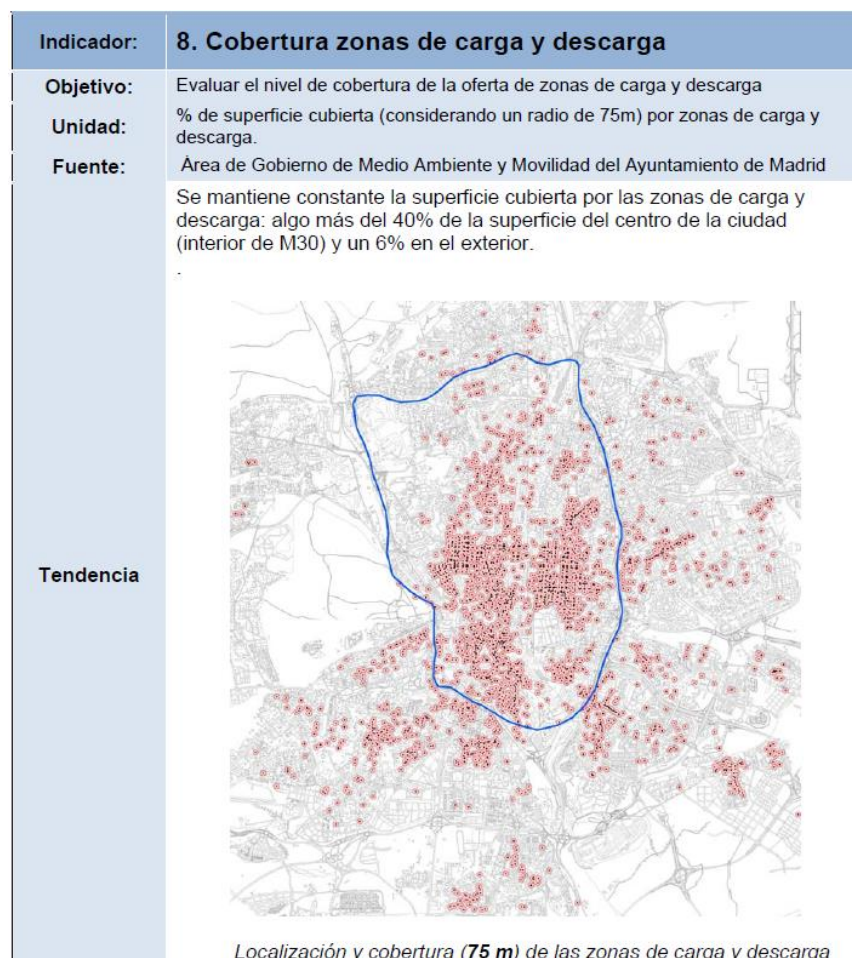 Indicador: 8. Cobertura zonas de carga y descarga
Objetivo: Evaluar el nivel de cobertura de la oferta de zonas de carga y descarga
Unidad: % de superficie cubierta (considerando un radio de 75m) por zonas de carga y
descarga.
Fuente: Área de Gobierno de Medio Ambiente y Movilidad del Ayuntamiento de Madrid
Se mantiene constante la superficie cubierta por las zonas de carga y
descarga: algo más del 40% de la superficie del centro de la ciudad
(interior de M30) y un 6% en el exterior.
.
Tendencia
Localización y cobertura (75 m) de las zonas de carga y descarga